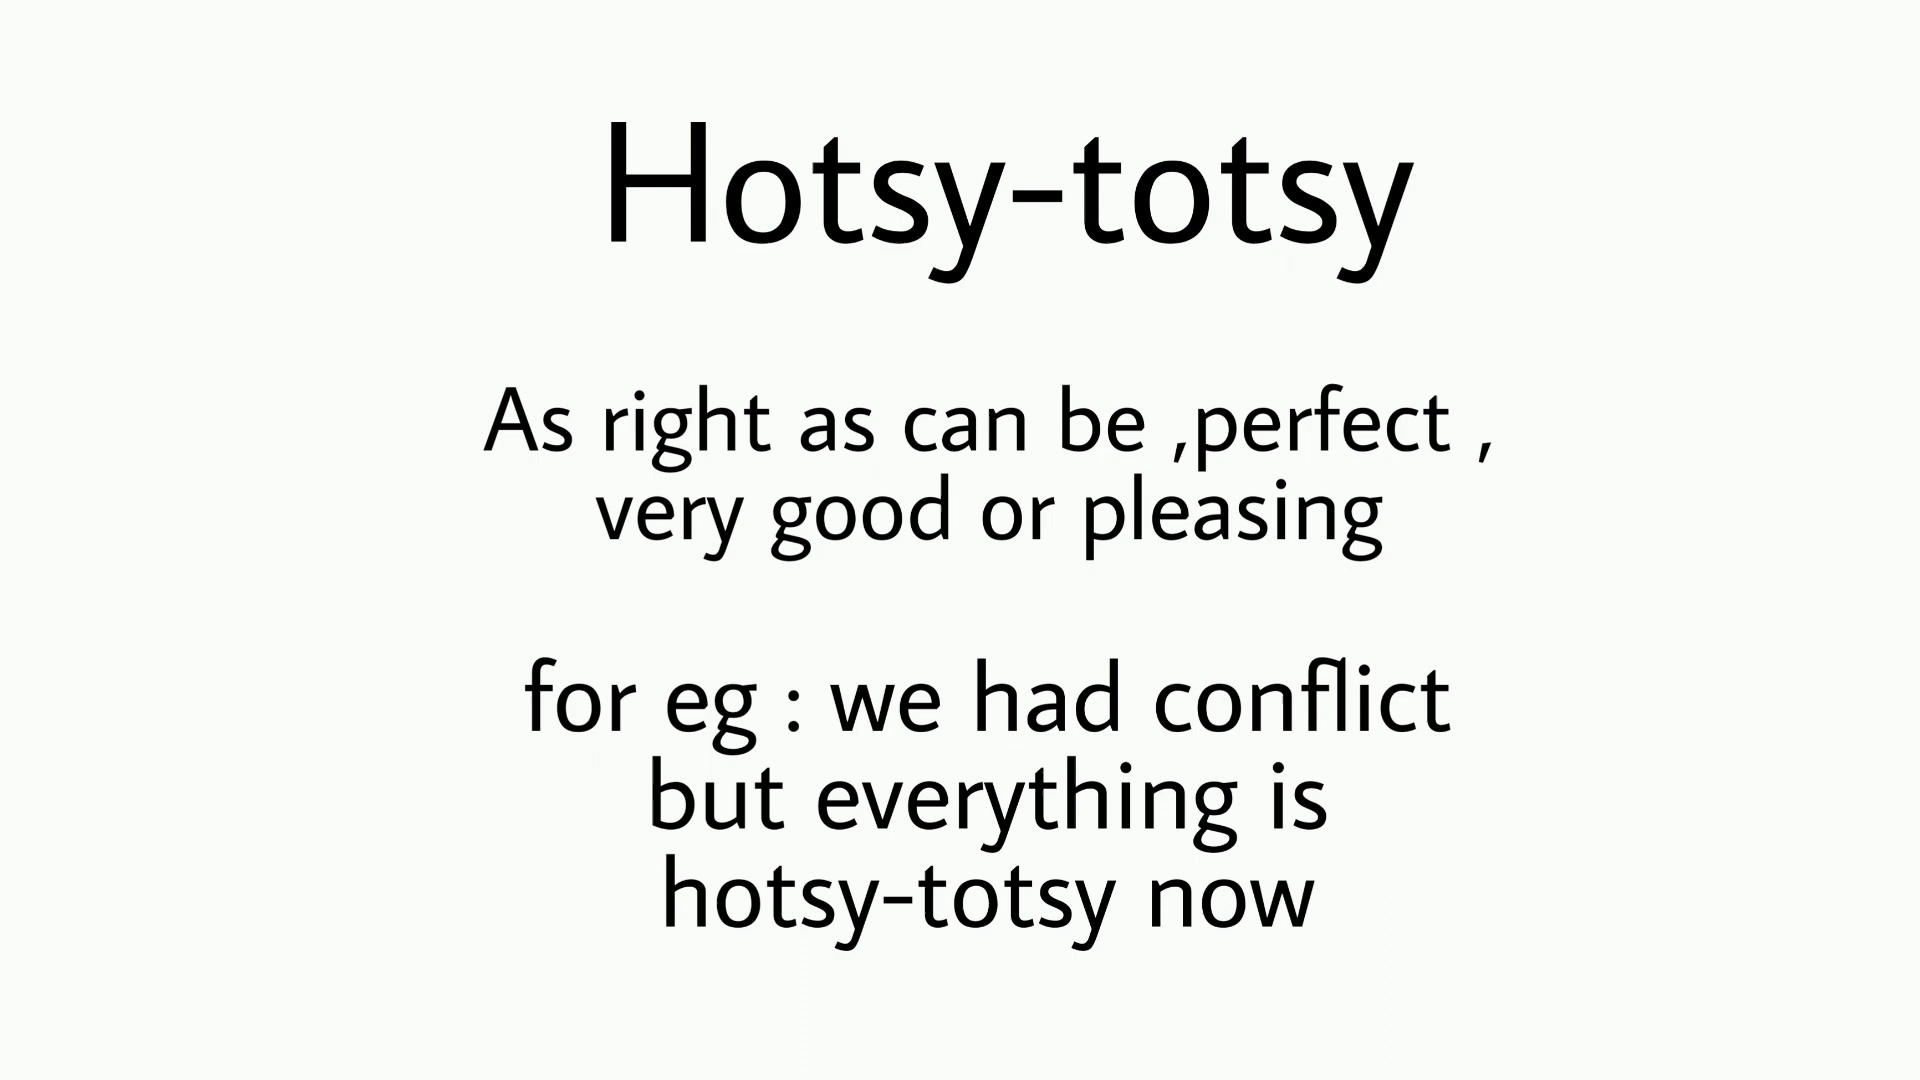 Hotsy-totsy
As right as can be ,perfect ,
very good or pleasing
for eg : we had conflict
but everything is
hotsy-totsy now